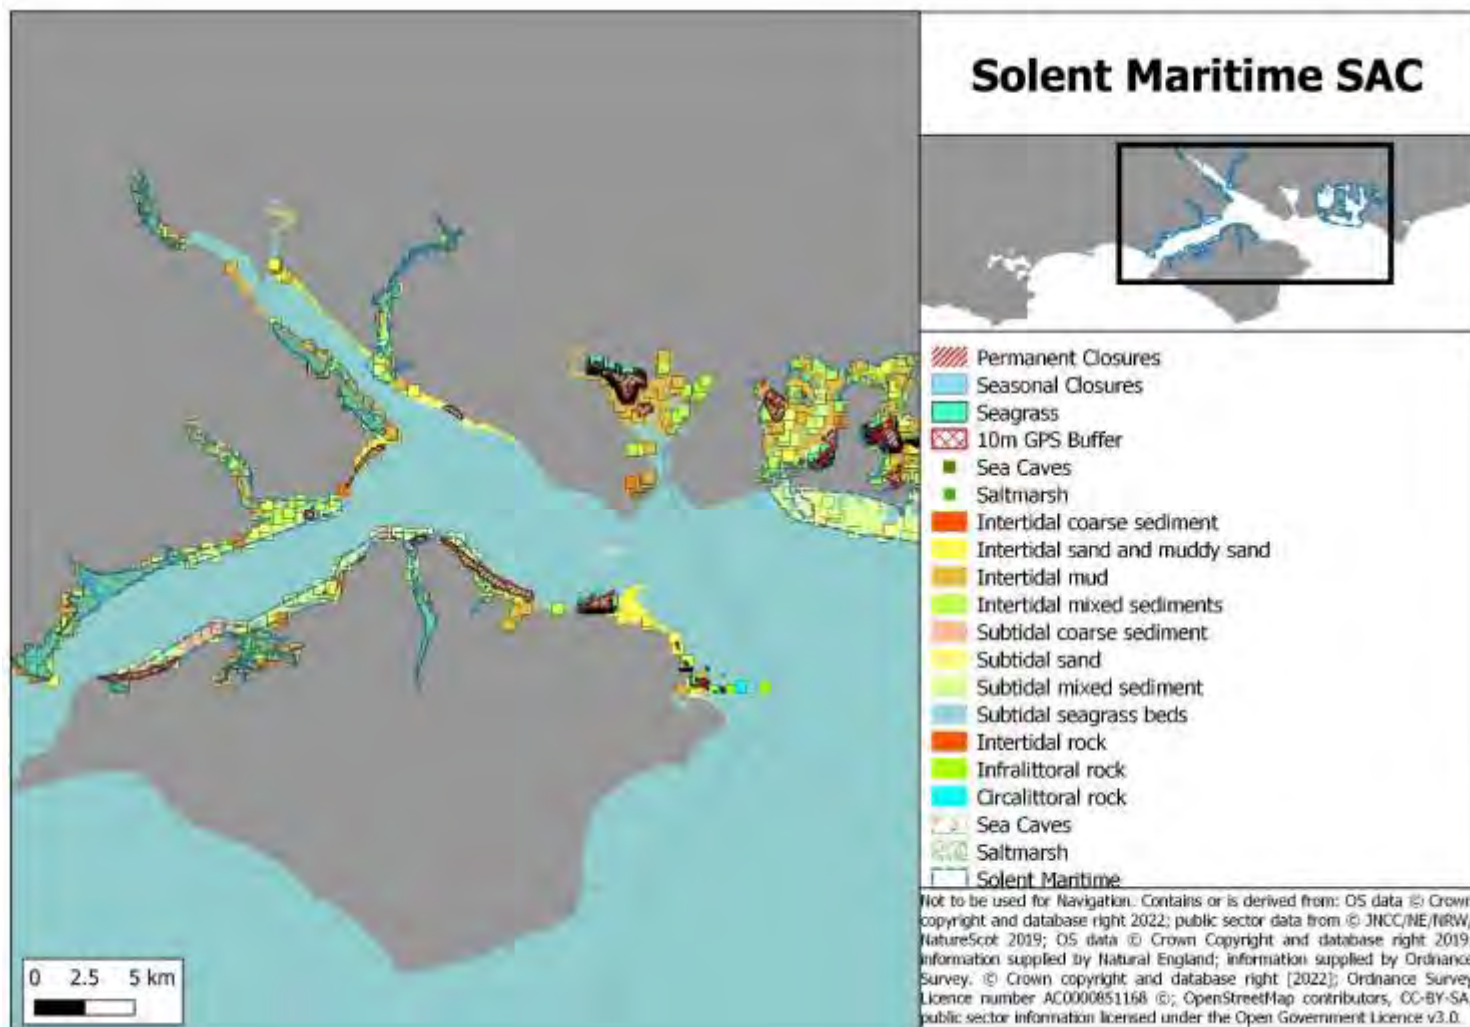 Solent Maritime SAC
Permanent Closures
Seasonal Closures
Seagrass
10m GPS Buffer
Sea Caves
Saltmarsh
Intertidal coarse sediment
Intertidal sand and muddy sand
Intertidal mud
Intertidal mixed sediments
Subtidal coarse sediment
Subtidal sand
Subtidal mixed sediment
Subtidal seagrass beds
Intertidal rock
Infralittoral rock
Circalittoral rock
Sea Caves
Saltmarsh
Solent Maritime
Not to be used for Navigation. Contains or is derived from: OS data © Crown
copyright and database right 2022; public sector data from © JNCC/NE/NRW/
NatureScot 2019; OS data © Crown Copyright and database right 2019
information supplied by Natural England; information supplied by Ordnance
Survey. © Crown copyright and database right [2022]; Ordnance Survey
Licence number AC0000851168 ©; OpenStreetMap contributors, CC-BY-SA
public sector information licensed under the Open Government Licence v3.0.
0 2.5 5 km